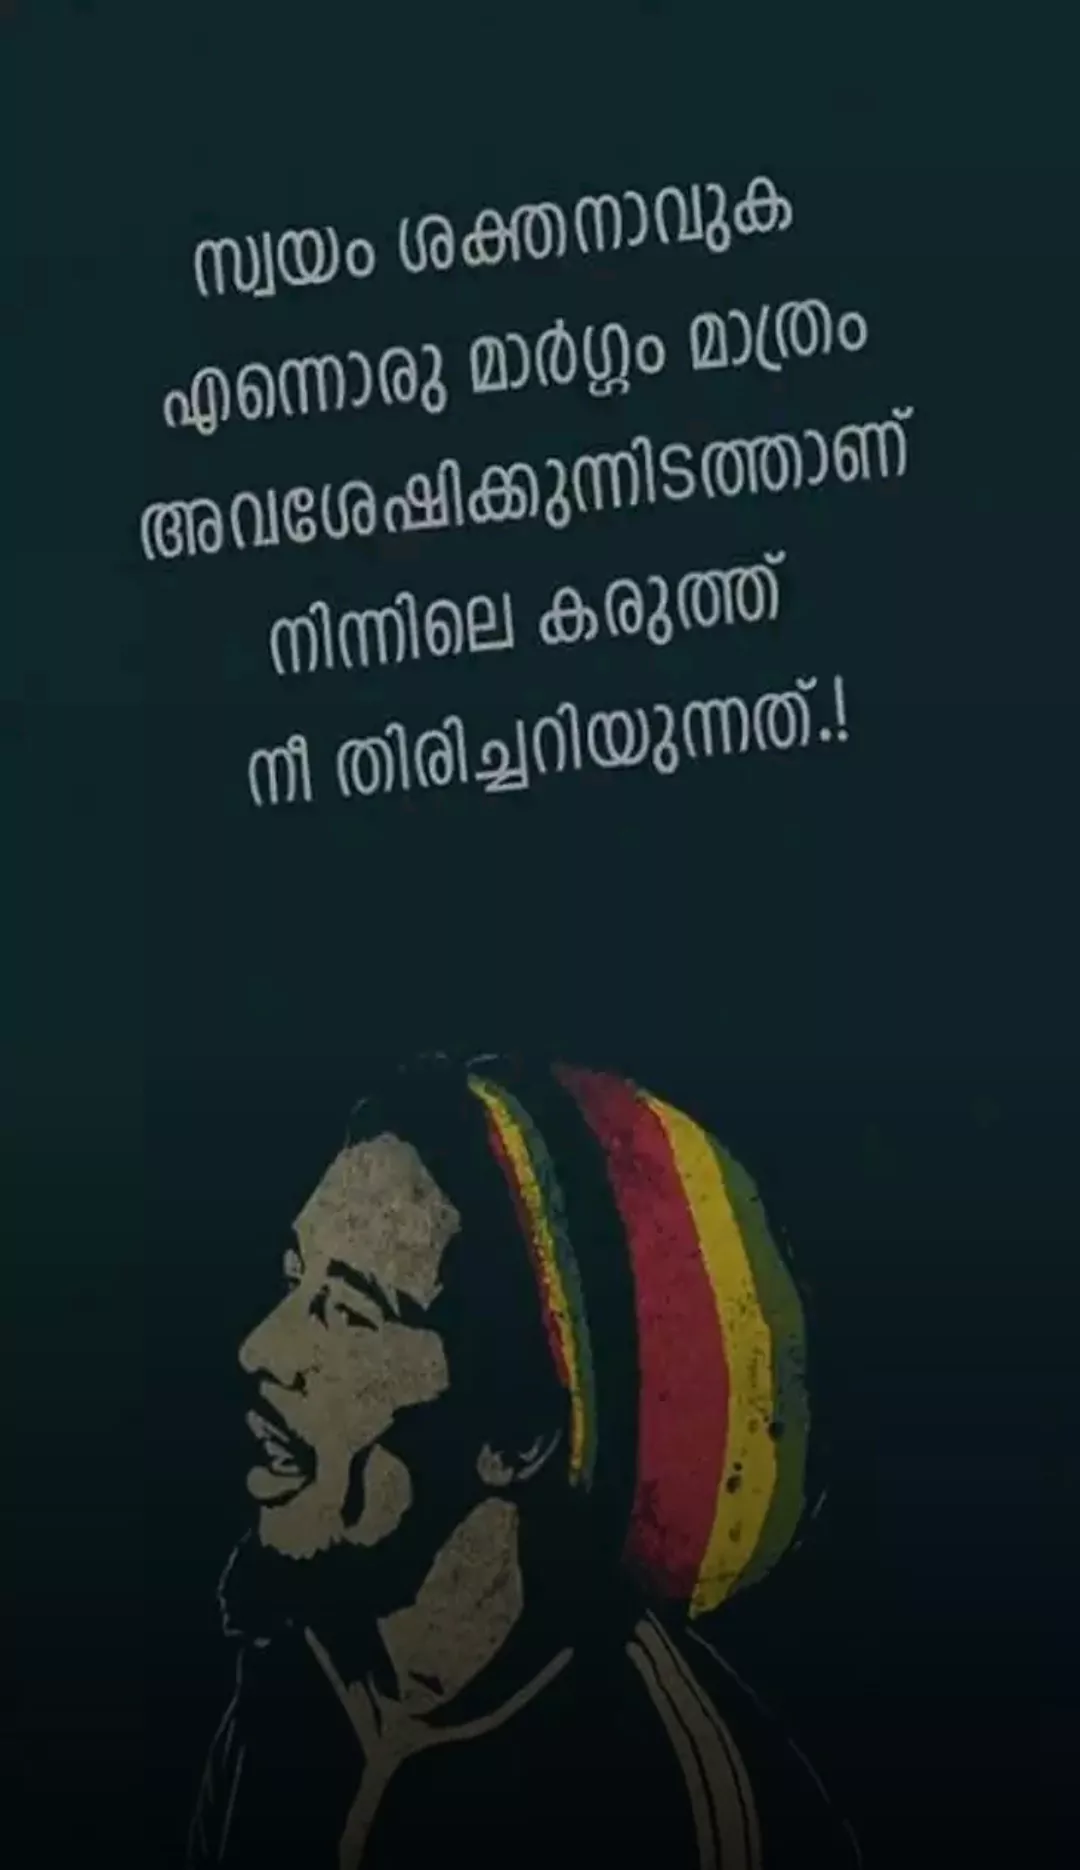 സ്വയം ശക്തനാവുക
എന്നൊരു മാർഗ്ഗം മാത്രം
അവശേഷിക്കുന്നിടത്താണ്
നിന്നിലെ കരുത്ത്
നീ തിരിച്ചറിയുന്നത്.!